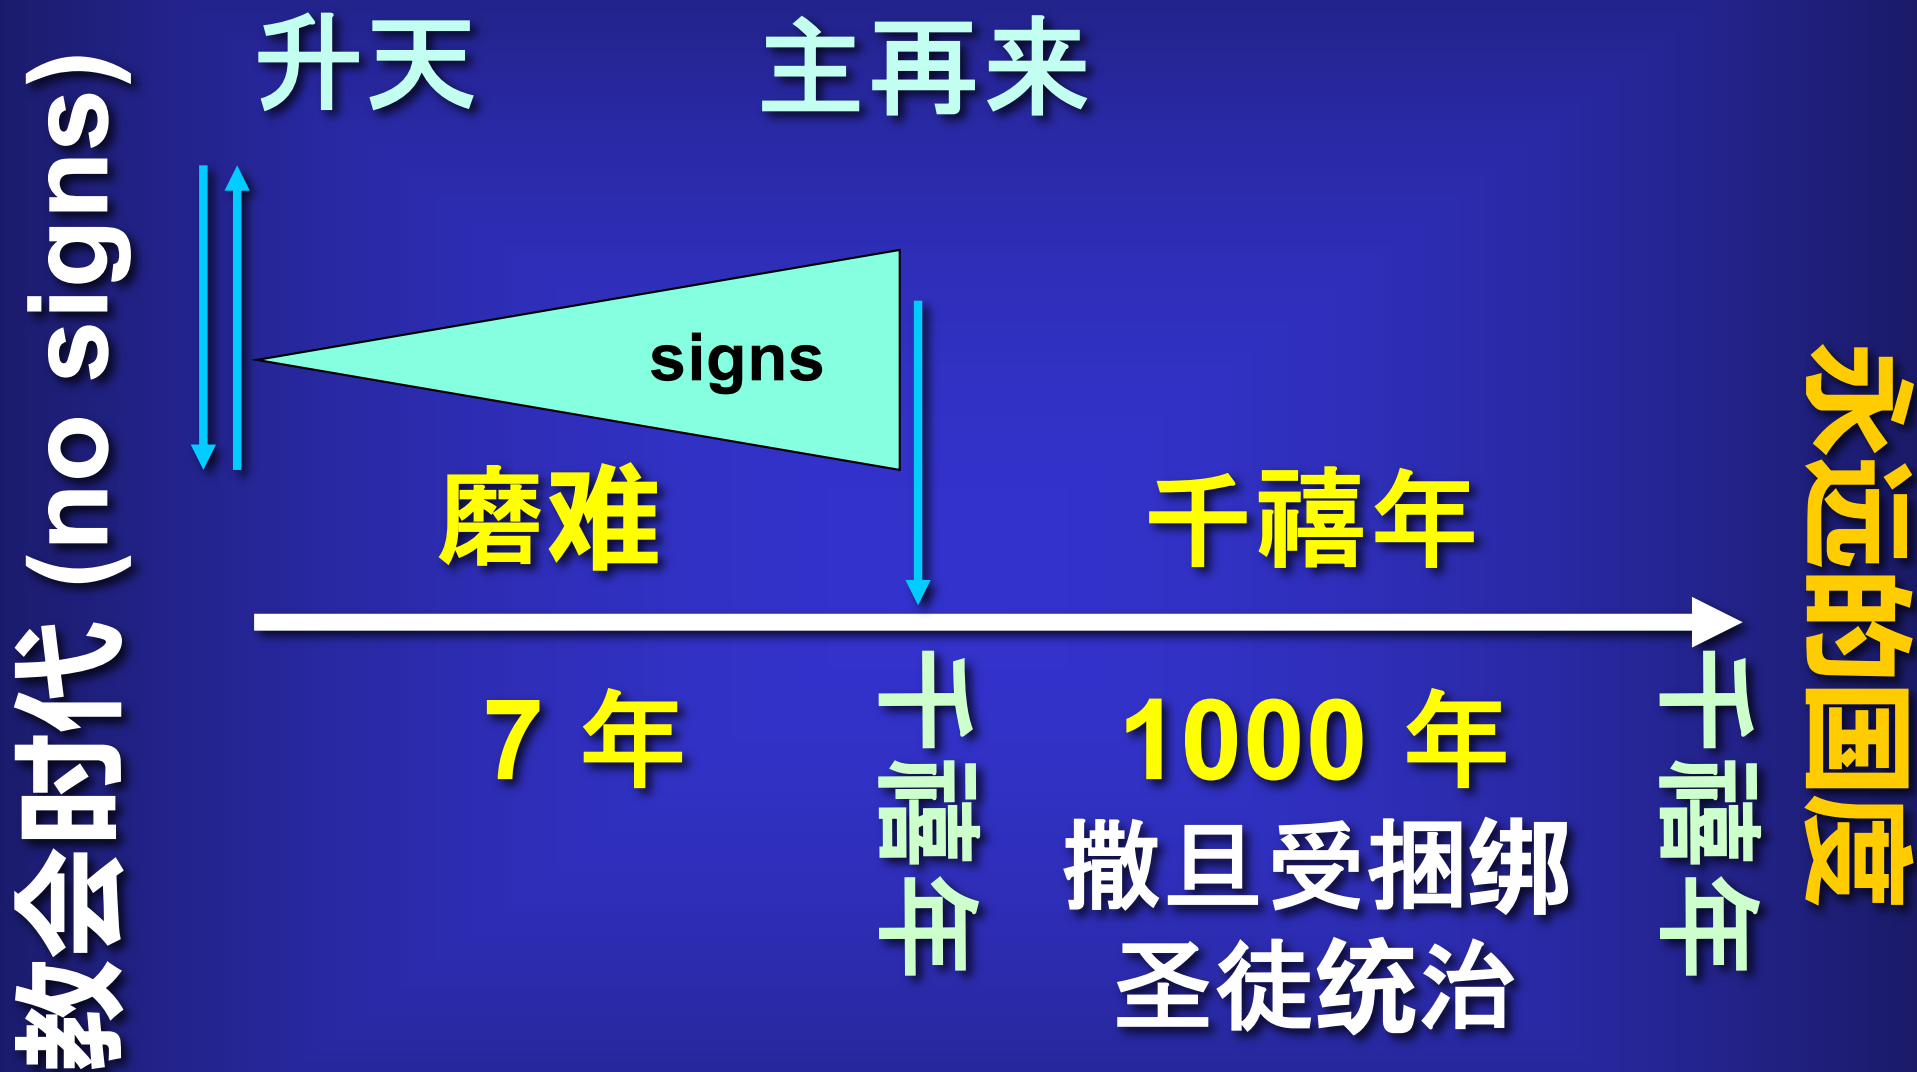 升天
主再来
教会时代 (no signs)
signs
磨难
千禧年
永远的国度
7 年
千禧年
1000 年
千禧年
撒旦受捆绑
圣徒统治